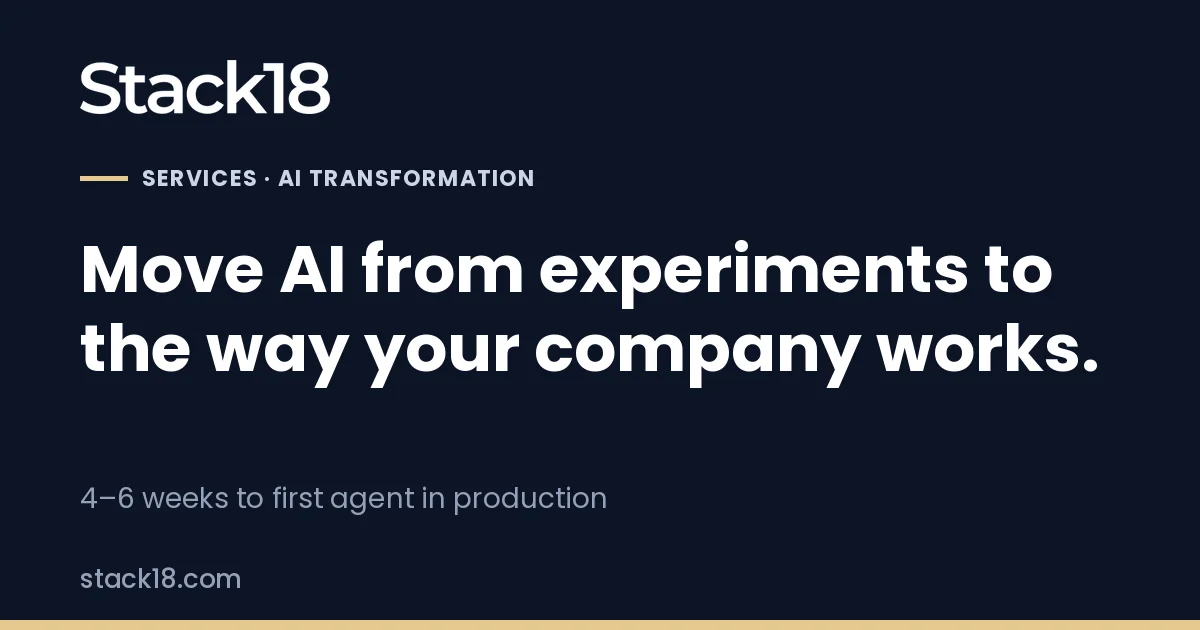 Stack18
SERVICES · AI TRANSFORMATION
Move AI from experiments to
the way your company works.
4–6 weeks to first agent in production
stack18.com